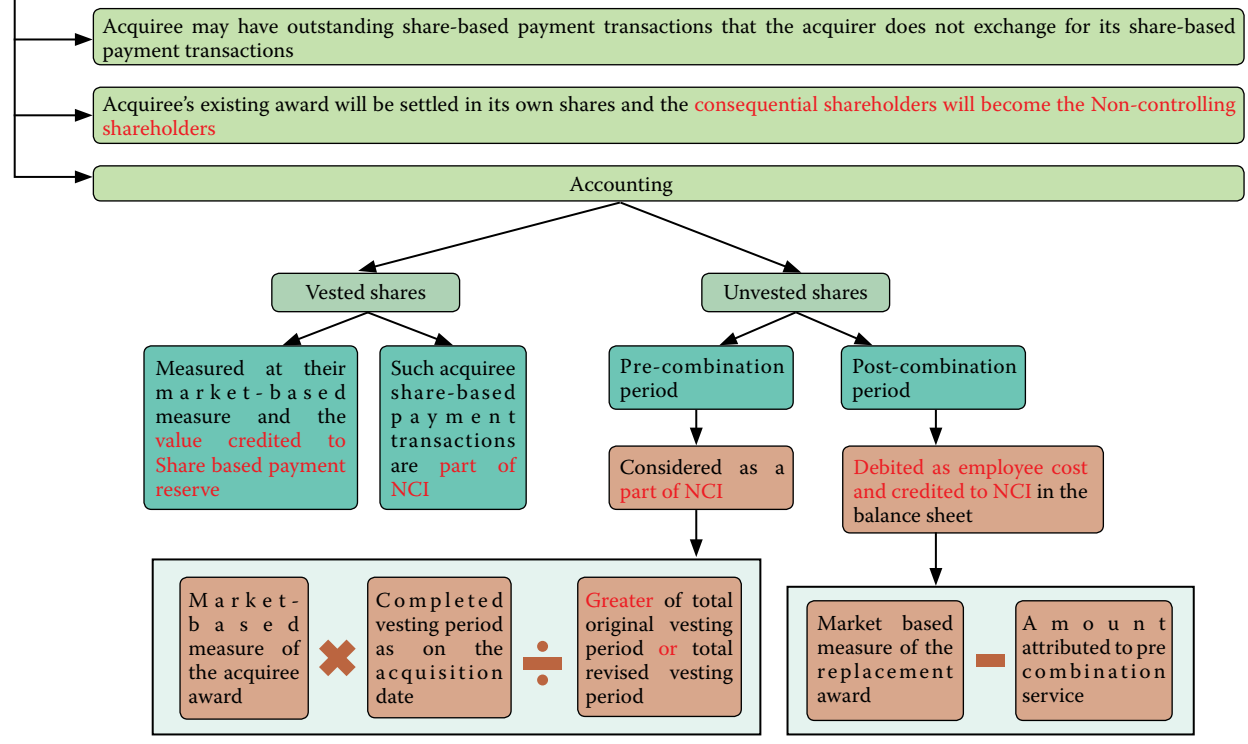 Acquiree may have outstanding share-based payment transactions that the acquirer does not exchange for its share-based
payment transactions
Acquiree’s existing award will be settled in its own shares and the consequential shareholders will become the Non-controlling
shareholders
Accounting
Vested shares
Unvested shares
Measured at their
market-based
measure and the
value credited to
Share based payment
reserve
Such acquiree
share-based
payment
transactions
are part of
NCI
Pre-combination
period
Post-combination
period
Considered as a
part of NCI
Debited as employee cost
and credited to NCI in the
balance sheet
Market-
based
measure of
the acquiree
award
✖
Completed
vesting period
as on the
acquisition
date
÷
Greater of total
original vesting
period or total
revised vesting
period
Market based
measure of the
replacement
award
−
Amount
attributed to pre
combination
service